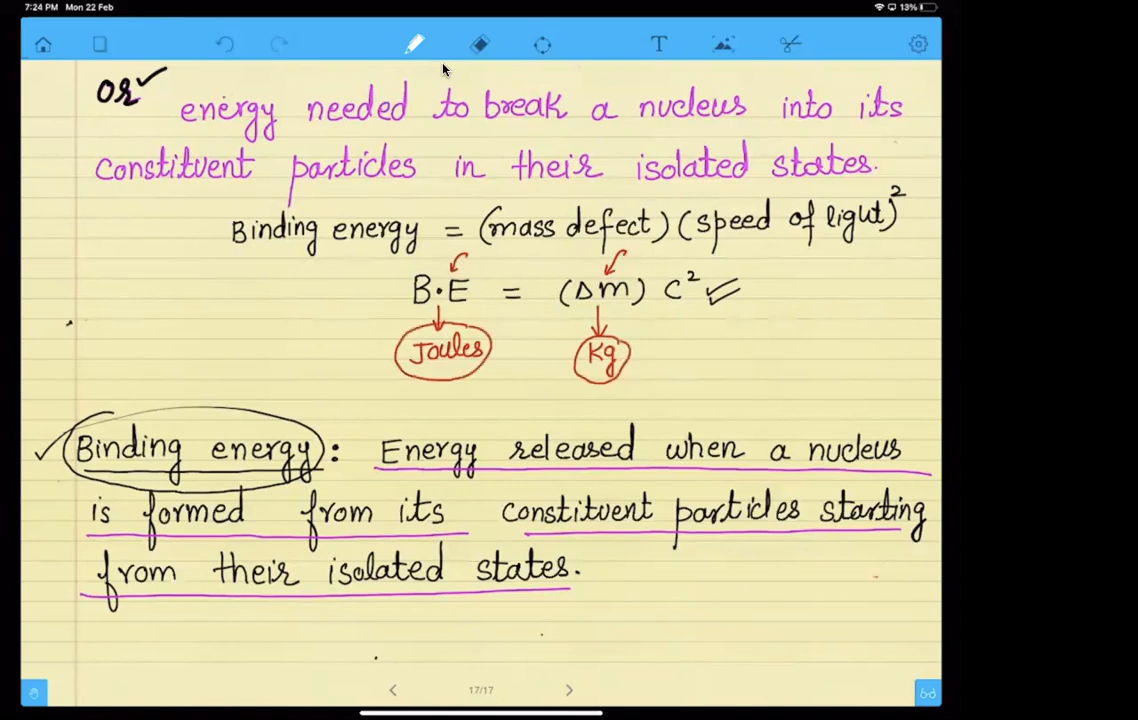 7:24 PM Mon 22 Feb
13%
T
OR
energy needed to break a nucleus into its
constituent particles in their isolated states.
Binding energy = (mass defect) (speed of light)²
B.E = (Δm) C²
Joules Kg
Binding energy : Energy released when a nucleus
is formed from its constituent particles starting
from their isolated states.
17/17